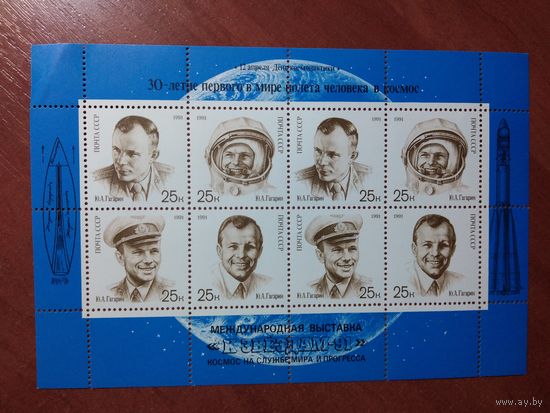 « 12 апреля - День космонавтики »
30-летие первого в мире полета человека в космос
ПОЧТА СССР 1991 25к Ю.А.Гагарин
1991 ПОЧТА СССР 25к Ю.А.Гагарин
ПОЧТА СССР 1991 25к Ю.А.Гагарин
1991 ПОЧТА СССР 25к Ю.А.Гагарин
ПОЧТА СССР 1991 Ю.А.Гагарин 25к
1991 ПОЧТА СССР 25к Ю.А.Гагарин
ПОЧТА СССР 1991 Ю.А.Гагарин 25к
1991 ПОЧТА СССР 25к Ю.А.Гагарин
МЕЖДУНАРОДНАЯ ВЫСТАВКА
«К ЗВЕЗДАМ-91»
КОСМОС НА СЛУЖБЕ МИРА И ПРОГРЕССА
www.ay.by